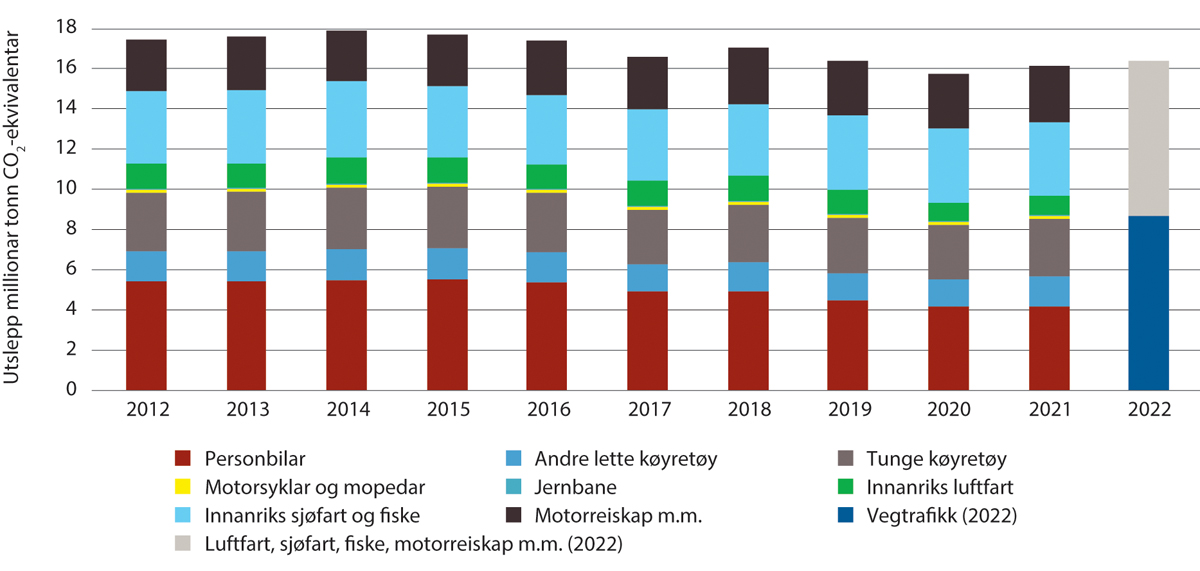 Utslepp millionar tonn CO₂-ekvivalentar
18
16
14
12
10
8
6
4
2
0
2012 2013 2014 2015 2016 2017 2018 2019 2020 2021 2022
Personbilar Andre lette køyretøy Tunge køyretøy
Motorsyklar og mopedar Jernbane Innanriks luftfart
Innanriks sjøfart og fiske Motorreiskap m.m. Vegtrafikk (2022)
Luftfart, sjøfart, fiske, motorreiskap m.m. (2022)